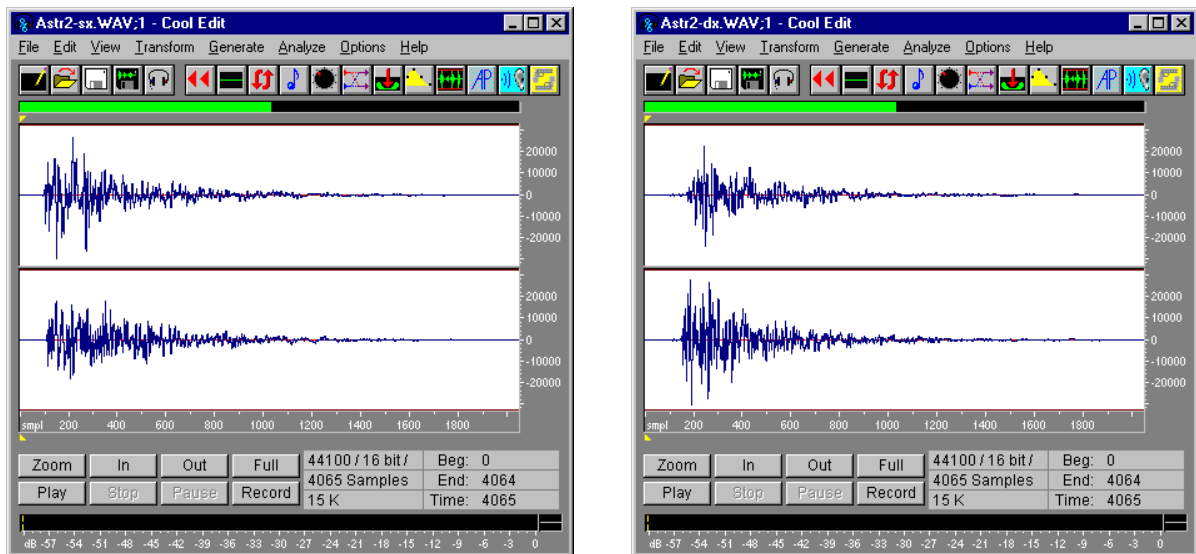 Astr2-sx.WAV;1 - Cool Edit
File Edit View Transform Generate Analyze Options Help
AP
20000
10000
0
-10000
-20000
20000
10000
0
-10000
-20000
smpl 200 400 600 800 1000 1200 1400 1600 1800
Zoom In Out Full 44100 / 16 bit / Beg: 0
4065 Samples End: 4064
Play Stop Pause Record 15 K Time: 4065
dB -57 -54 -51 -48 -45 -42 -39 -36 -33 -30 -27 -24 -21 -18 -15 -12 -9 -6 -3 0
Astr2-dx.WAV;1 - Cool Edit
File Edit View Transform Generate Analyze Options Help
AP
20000
10000
0
-10000
-20000
20000
10000
0
-10000
-20000
smpl 200 400 600 800 1000 1200 1400 1600 1800
Zoom In Out Full 44100 / 16 bit / Beg: 0
4065 Samples End: 4064
Play Stop Pause Record 15 K Time: 4065
dB -57 -54 -51 -48 -45 -42 -39 -36 -33 -30 -27 -24 -21 -18 -15 -12 -9 -6 -3 0